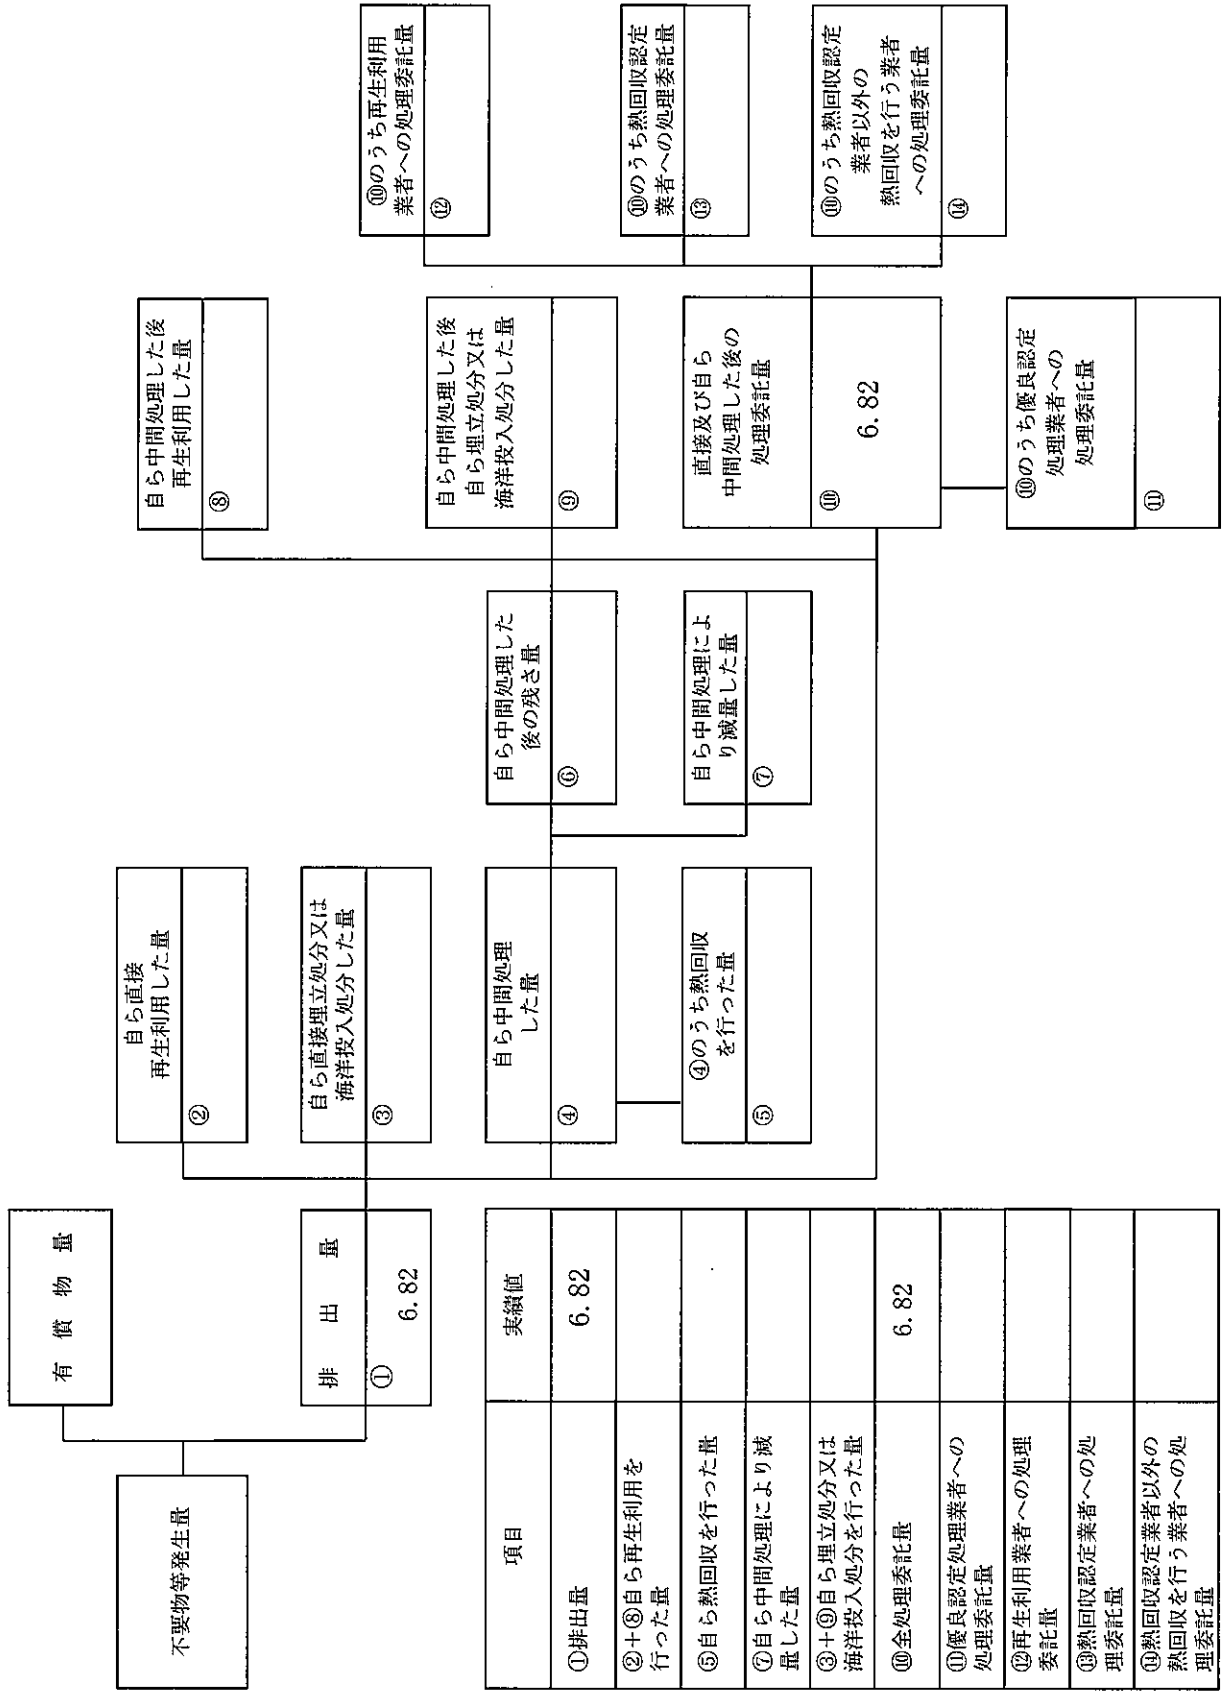 不要物等発生量
有償物量
排出量
①
6.82
自ら直接
再生利用した量
②
自ら直接埋立処分又は
海洋投入処分した量
③
自ら中間処理
した量
④
④のうち熱回収
を行った量
⑤
自ら中間処理した
後の残さ量
⑥
自ら中間処理によ
り減量した量
⑦
自ら中間処理した後
再生利用した量
⑧
自ら中間処理した後
自ら埋立処分又は
海洋投入処分した量
⑨
直接及び自ら
中間処理した後の
処理委託量
⑩
6.82
⑩のうち優良認定
処理業者への
処理委託量
⑪
⑩のうち再生利用
業者への処理委託量
⑫
⑩のうち熱回収認定
業者への処理委託量
⑬
⑩のうち熱回収認定
業者以外の
熱回収を行う業者
への処理委託量
⑭
項目
実績値
①排出量
6.82
②+⑧自ら再生利用を
行った量
⑤自ら熱回収を行った量
⑦自ら中間処理により減
量した量
③+⑨自ら埋立処分又は
海洋投入処分を行った量
⑩全処理委託量
6.82
⑪優良認定処理業者への
処理委託量
⑫再生利用業者への処理
委託量
⑬熱回収認定業者への処
理委託量
⑭熱回収認定業者以外の
熱回収を行う業者への処
理委託量